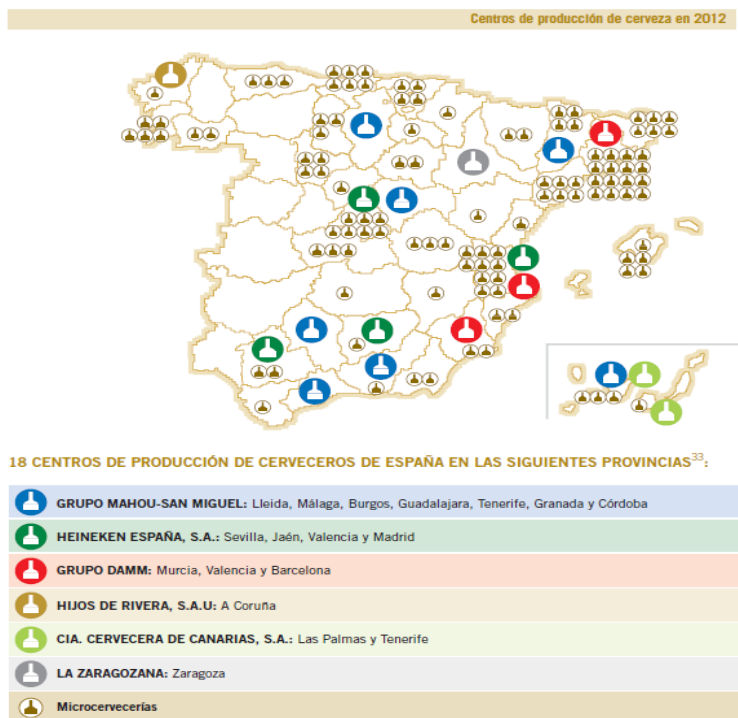 Centros de producción de cerveza en 2012
18 CENTROS DE PRODUCCIÓN DE CERVECEROS DE ESPAÑA EN LAS SIGUIENTES PROVINCIAS33:
GRUPO MAHOU-SAN MIGUEL: Lleida, Málaga, Burgos, Guadalajara, Tenerife, Granada y Córdoba
HEINEKEN ESPAÑA, S.A.: Sevilla, Jaén, Valencia y Madrid
GRUPO DAMM: Murcia, Valencia y Barcelona
HIJOS DE RIVERA, S.A.U: A Coruña
CIA. CERVECERA DE CANARIAS, S.A.: Las Palmas y Tenerife
LA ZARAGOZANA: Zaragoza
Microcervecerías